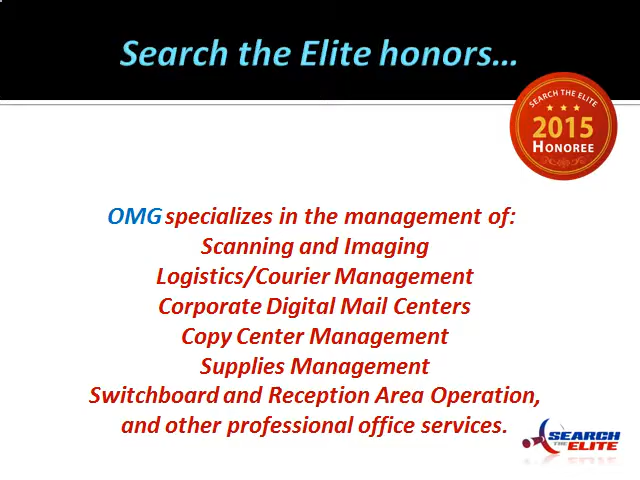 Search the Elite honors...
SEARCH THE ELITE
2015
HONOREE
OMG specializes in the management of:
Scanning and Imaging
Logistics/Courier Management
Corporate Digital Mail Centers
Copy Center Management
Supplies Management
Switchboard and Reception Area Operation,
and other professional office services.
SEARCH
THE ELITE